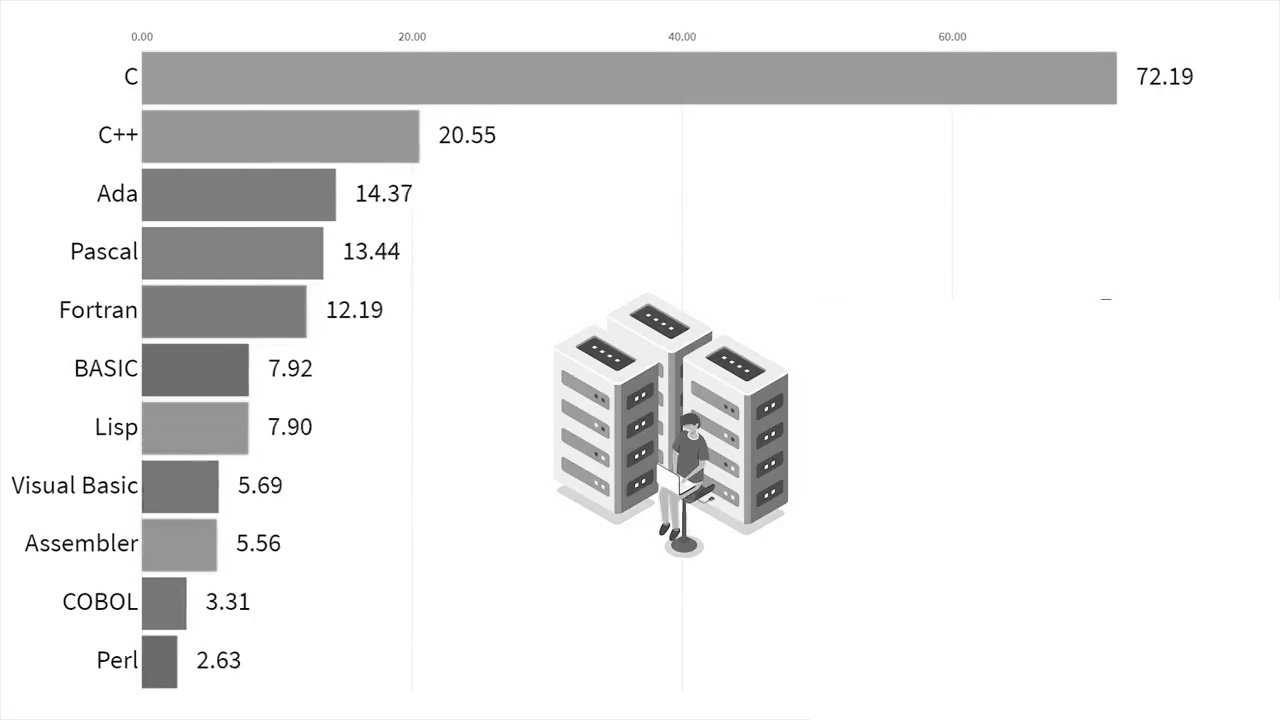 0.00 20.00 40.00 60.00
C 72.19
C++ 20.55
Ada 14.37
Pascal 13.44
Fortran 12.19
BASIC 7.92
Lisp 7.90
Visual Basic 5.69
Assembler 5.56
COBOL 3.31
Perl 2.63